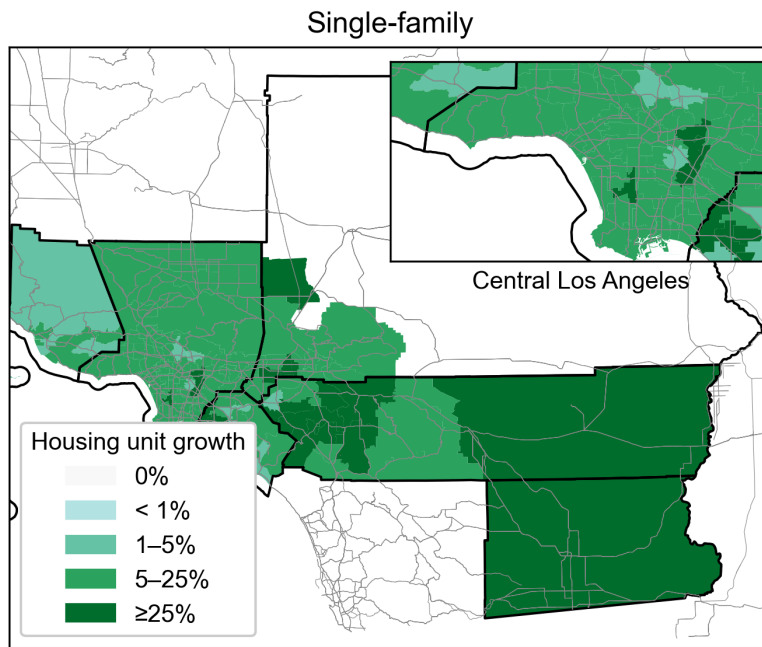 Single-family
Central Los Angeles
Housing unit growth
0%
< 1%
1–5%
5–25%
≥25%